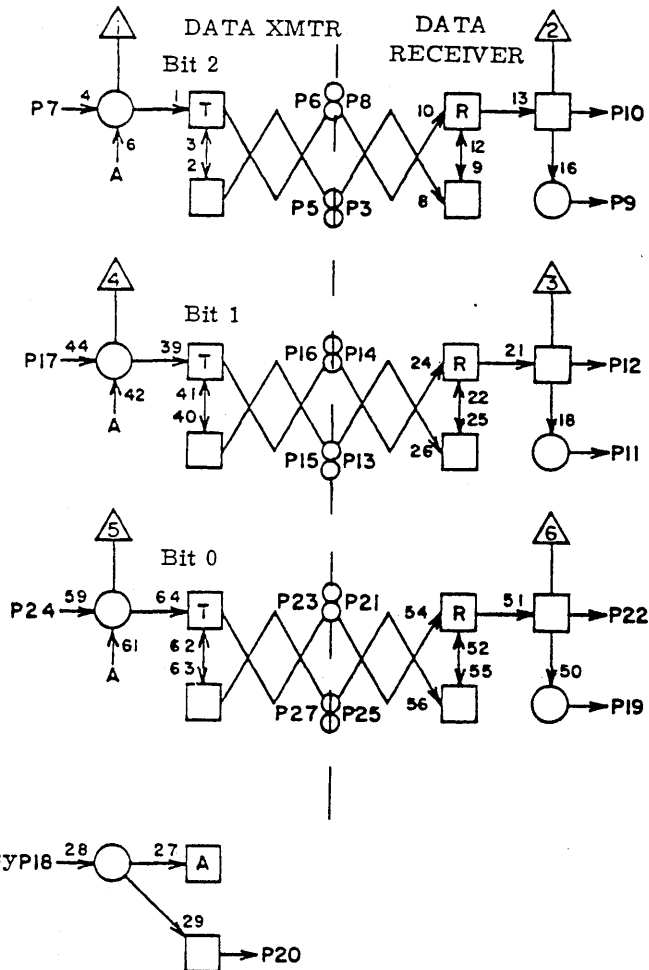 1 DATA XMTR DATA RECEIVER 2
Bit 2
P7 4 1 T P6 P8 10 R 13 P10
6 3 12 16
A 2 P5 P3 8 9 P9
4 3
Bit 1
P17 44 39 T P16 P14 24 R 21 P12
42 41 22 18
A 40 P15 P13 26 25 P11
5 6
Bit 0
P24 59 64 T P23 P21 54 R 51 P22
61 62 52 50
A 63 P27 P25 56 55 P19
yP18 28 27 A
29
P20